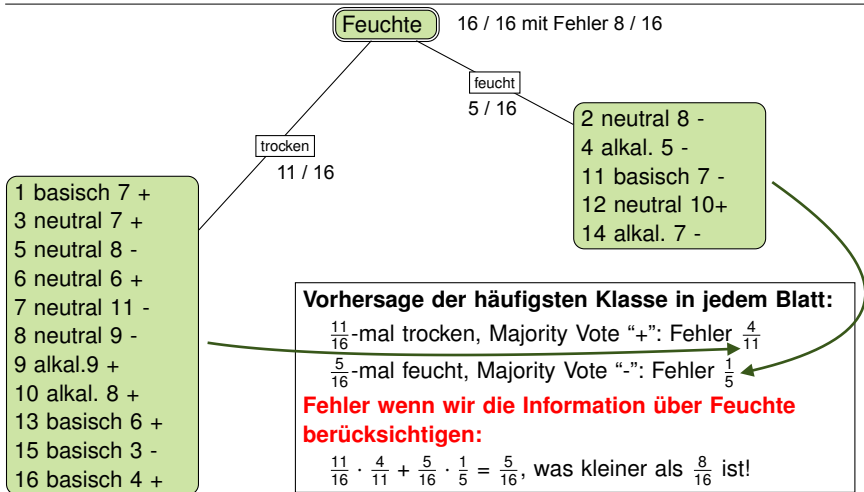 Feuchte 16 / 16 mit Fehler 8 / 16
feucht
5 / 16
trocken
11 / 16
2 neutral 8 -
4 alkal. 5 -
11 basisch 7 -
12 neutral 10+
14 alkal. 7 -
1 basisch 7 +
3 neutral 7 +
5 neutral 8 -
6 neutral 6 +
7 neutral 11 -
8 neutral 9 -
9 alkal.9 +
10 alkal. 8 +
13 basisch 6 +
15 basisch 3 -
16 basisch 4 +
Vorhersage der häufigsten Klasse in jedem Blatt:
11/16-mal trocken, Majority Vote “+”: Fehler 4/11
5/16-mal feucht, Majority Vote “-”: Fehler 1/5
Fehler wenn wir die Information über Feuchte
berücksichtigen:
11/16 · 4/11 + 5/16 · 1/5 = 5/16, was kleiner als 8/16 ist!